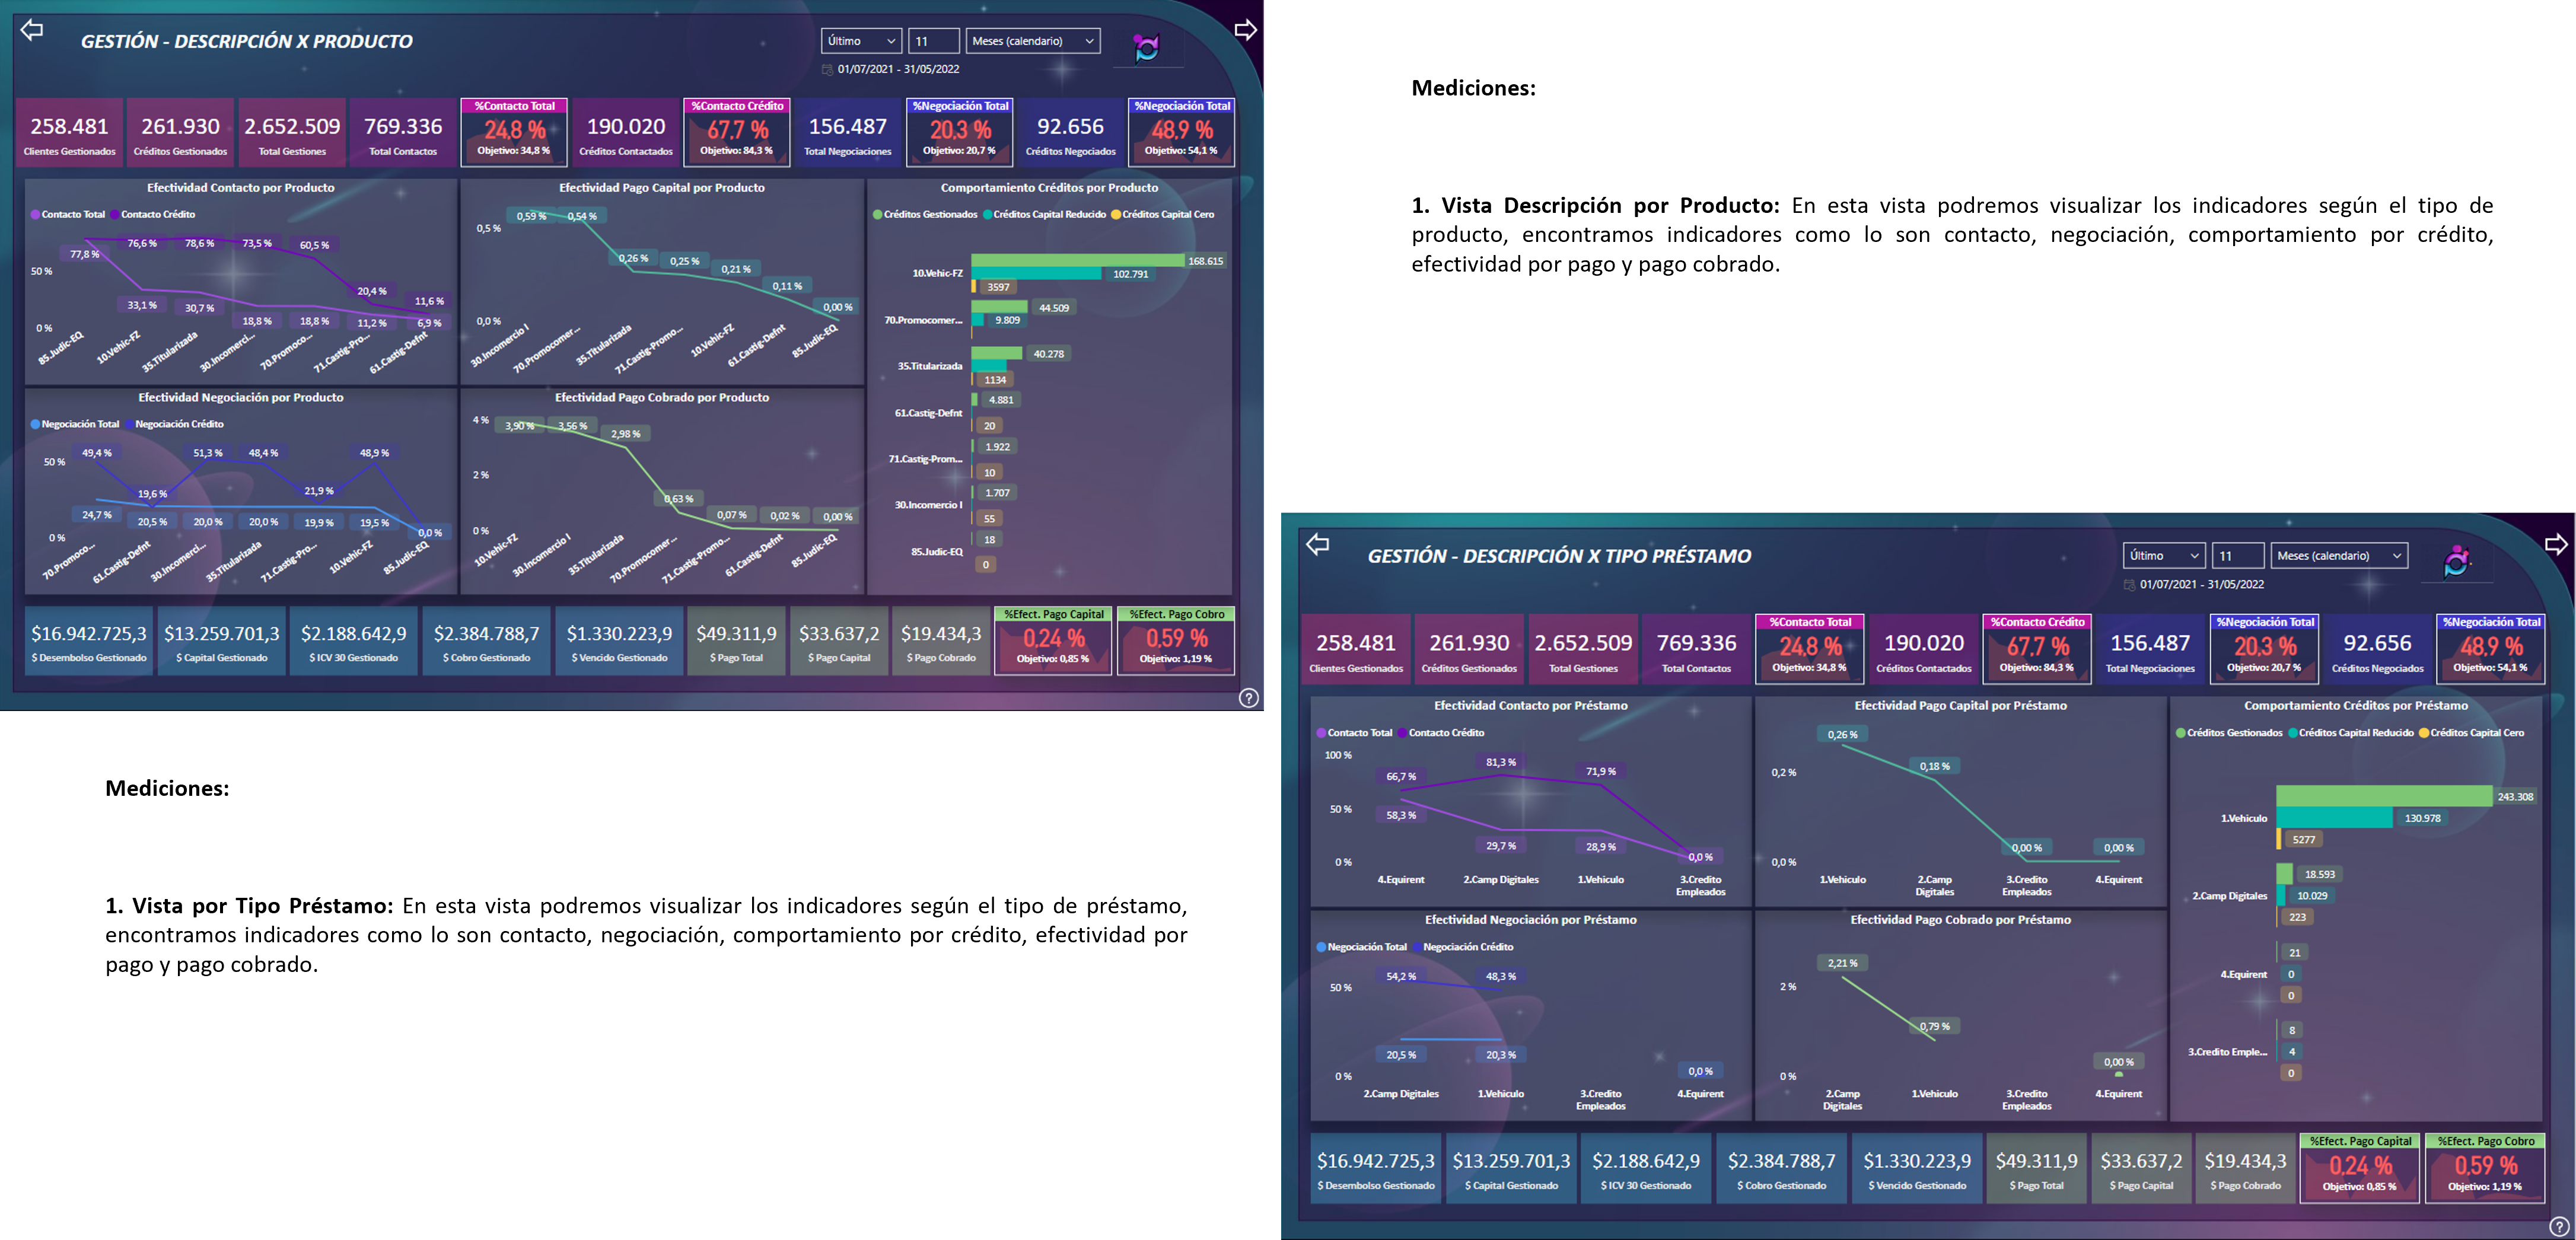 GESTIÓN - DESCRIPCIÓN X PRODUCTO
Último 11 Meses (calendario)
01/07/2021 - 31/05/2022
258.481 Clientes Gestionados
261.930 Créditos Gestionados
2.652.509 Total Gestiones
769.336 Total Contactos
%Contacto Total 24,8 % Objetivo: 34,8 %
190.020 Créditos Contactados
%Contacto Crédito 67,7 % Objetivo: 84,3 %
156.487 Total Negociaciones
%Negociación Total 20,3 % Objetivo: 20,7 %
92.656 Créditos Negociados
%Negociación Total 48,9 % Objetivo: 54,1 %
Efectividad Contacto por Producto
Contacto Total Contacto Crédito
77,8 % 76,6 % 78,6 % 73,5 % 60,5 % 20,4 % 11,6 %
50 %
33,1 % 30,7 % 18,8 % 18,8 % 11,2 % 6,9 %
0 %
85.Judic-EQ 10.Vehic-FZ 35.Titularizada 30.Incomerci... 70.Promoco... 71.Castig-Pro... 61.Castig-Defnt
Efectividad Pago Capital por Producto
0,5 %
0,59 % 0,54 % 0,26 % 0,25 % 0,21 % 0,11 % 0,00 %
0,0 %
30.Incomercio I 70.Promocomer... 35.Titularizada 71.Castig-Promo... 10.Vehic-FZ 61.Castig-Defnt 85.Judic-EQ
Comportamiento Créditos por Producto
Créditos Gestionados Créditos Capital Reducido Créditos Capital Cero
10.Vehic-FZ 168.615 102.791 3597
70.Promocomer... 44.509 9.809
35.Titularizada 40.278 1134
61.Castig-Defnt 4.881 20
71.Castig-Prom... 1.922 10
30.Incomercio I 1.707 55
85.Judic-EQ 18 0
Efectividad Negociación por Producto
Negociación Total Negociación Crédito
50 %
49,4 % 19,6 % 51,3 % 48,4 % 21,9 % 48,9 %
24,7 % 20,5 % 20,0 % 20,0 % 19,9 % 19,5 % 0,0 %
0 %
70.Promoco... 61.Castig-Defnt 30.Incomerci... 35.Titularizada 71.Castig-Pro... 10.Vehic-FZ 85.Judic-EQ
Efectividad Pago Cobrado por Producto
4 %
3,90 % 3,56 % 2,98 % 0,63 % 0,07 % 0,02 % 0,00 %
2 %
0 %
10.Vehic-FZ 30.Incomercio I 35.Titularizada 70.Promocomer... 71.Castig-Promo... 61.Castig-Defnt 85.Judic-EQ
$16.942.725,3 $ Desembolso Gestionado
$13.259.701,3 $ Capital Gestionado
$2.188.642,9 $ ICV 30 Gestionado
$2.384.788,7 $ Cobro Gestionado
$1.330.223,9 $ Vencido Gestionado
$49.311,9 $ Pago Total
$33.637,2 $ Pago Capital
$19.434,3 $ Pago Cobrado
%Efect. Pago Capital 0,24 % Objetivo: 0,85 %
%Efect. Pago Cobro 0,59 % Objetivo: 1,19 %
?
Mediciones:
1. Vista Descripción por Producto: En esta vista podremos visualizar los indicadores según el tipo de
producto, encontramos indicadores como lo son contacto, negociación, comportamiento por crédito,
efectividad por pago y pago cobrado.
Mediciones:
1. Vista por Tipo Préstamo: En esta vista podremos visualizar los indicadores según el tipo de préstamo,
encontramos indicadores como lo son contacto, negociación, comportamiento por crédito, efectividad por
pago y pago cobrado.
GESTIÓN - DESCRIPCIÓN X TIPO PRÉSTAMO
Último 11 Meses (calendario)
01/07/2021 - 31/05/2022
258.481 Clientes Gestionados
261.930 Créditos Gestionados
2.652.509 Total Gestiones
769.336 Total Contactos
%Contacto Total 24,8 % Objetivo: 34,8 %
190.020 Créditos Contactados
%Contacto Crédito 67,7 % Objetivo: 84,3 %
156.487 Total Negociaciones
%Negociación Total 20,3 % Objetivo: 20,7 %
92.656 Créditos Negociados
%Negociación Total 48,9 % Objetivo: 54,1 %
Efectividad Contacto por Préstamo
Contacto Total Contacto Crédito
100 %
66,7 % 81,3 % 71,9 %
50 %
58,3 % 29,7 % 28,9 % 0,0 %
0 %
4.Equirent 2.Camp Digitales 1.Vehiculo 3.Credito Empleados
Efectividad Pago Capital por Préstamo
0,26 % 0,18 % 0,00 % 0,00 %
0,2 %
0,0 %
1.Vehiculo 2.Camp Digitales 3.Credito Empleados 4.Equirent
Comportamiento Créditos por Préstamo
Créditos Gestionados Créditos Capital Reducido Créditos Capital Cero
1.Vehiculo 243.308 130.978 5277
2.Camp Digitales 18.593 10.029 223
4.Equirent 21 0 0
3.Credito Emple... 8 4 0
Efectividad Negociación por Préstamo
Negociación Total Negociación Crédito
54,2 % 48,3 %
50 %
20,5 % 20,3 % 0,0 %
0 %
2.Camp Digitales 1.Vehiculo 3.Credito Empleados 4.Equirent
Efectividad Pago Cobrado por Préstamo
2,21 % 0,79 % 0,00 %
2 %
0 %
2.Camp Digitales 1.Vehiculo 3.Credito Empleados 4.Equirent
$16.942.725,3 $ Desembolso Gestionado
$13.259.701,3 $ Capital Gestionado
$2.188.642,9 $ ICV 30 Gestionado
$2.384.788,7 $ Cobro Gestionado
$1.330.223,9 $ Vencido Gestionado
$49.311,9 $ Pago Total
$33.637,2 $ Pago Capital
$19.434,3 $ Pago Cobrado
%Efect. Pago Capital 0,24 % Objetivo: 0,85 %
%Efect. Pago Cobro 0,59 % Objetivo: 1,19 %
?